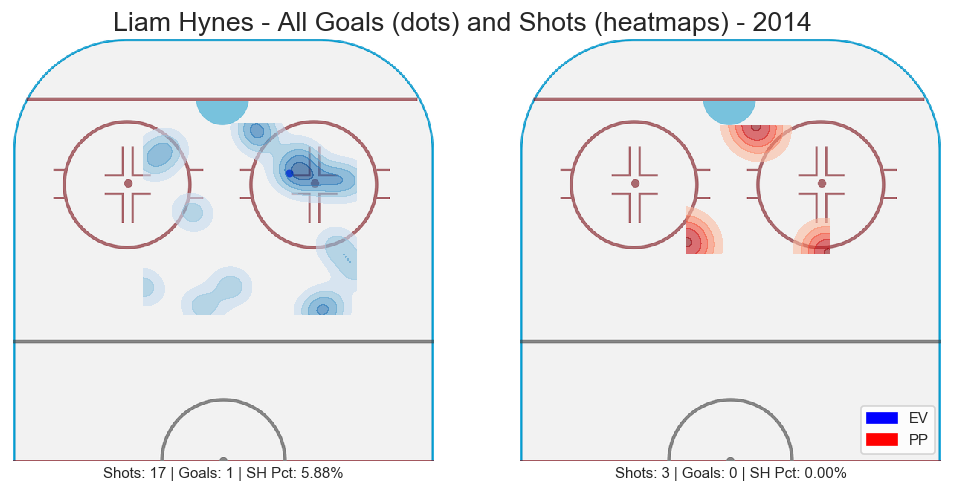 Liam Hynes - All Goals (dots) and Shots (heatmaps) - 2014
EV
PP
Shots: 17 | Goals: 1 | SH Pct: 5.88%
Shots: 3 | Goals: 0 | SH Pct: 0.00%